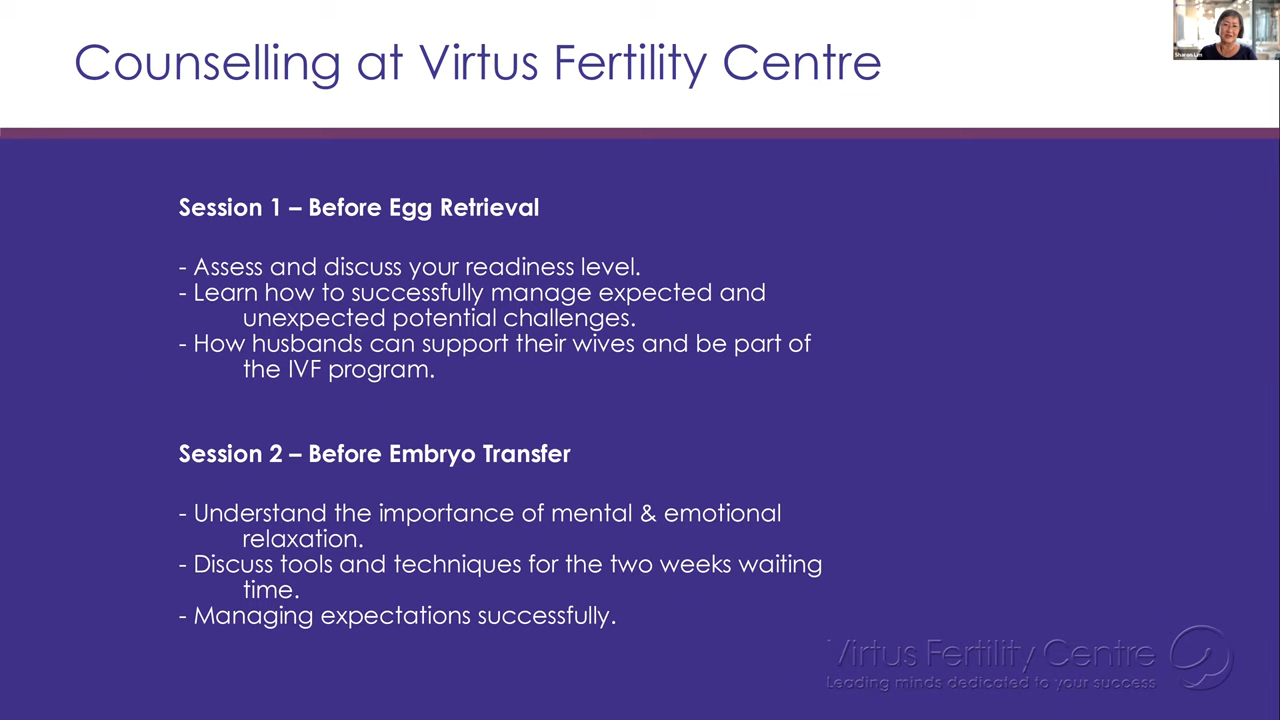 Counselling at Virtus Fertility Centre
Sharon Lim
Session 1 – Before Egg Retrieval
- Assess and discuss your readiness level.
- Learn how to successfully manage expected and
unexpected potential challenges.
- How husbands can support their wives and be part of
the IVF program.
Session 2 – Before Embryo Transfer
- Understand the importance of mental & emotional
relaxation.
- Discuss tools and techniques for the two weeks waiting
time.
- Managing expectations successfully.
Virtus Fertility Centre
Leading minds dedicated to your success